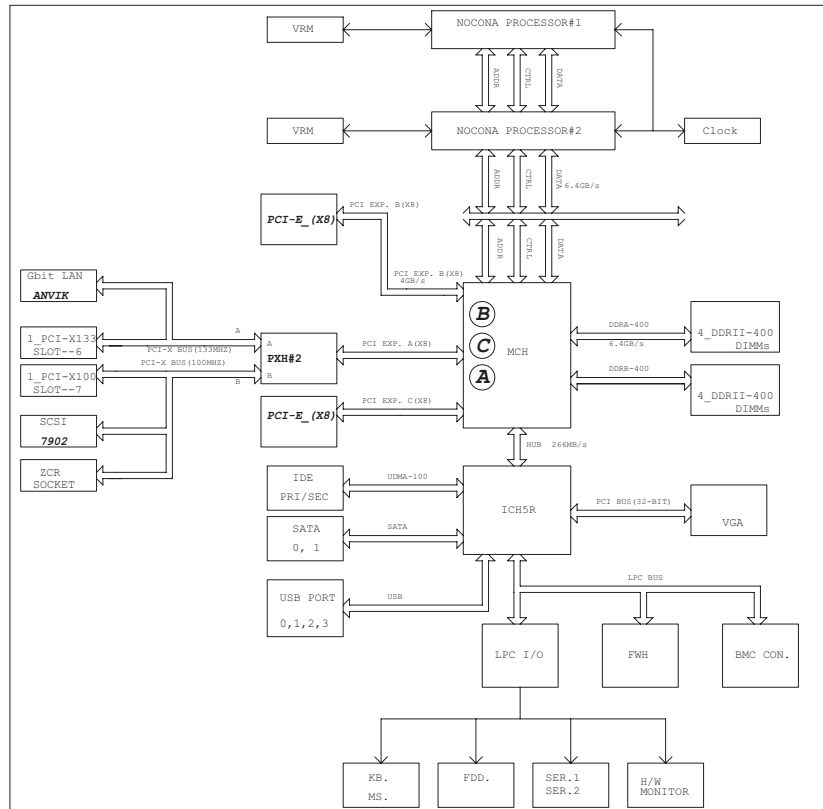 NOCONA PROCESSOR#1
VRM
ADDR
CTRL
DATA
NOCONA PROCESSOR#2
VRM
Clock
ADDR
CTRL
DATA
6.4GB/s
PCI EXP. B(X8)
PCI-E_(X8)
ADDR
CTRL
DATA
PCI EXP. B(X8)
4GB/s
Gbit LAN
ANVIK
B
C
A
MCH
DDRA-400
6.4GB/s
4_DDRII-400
DIMMs
DDRB-400
4_DDRII-400
DIMMs
1_PCI-X133
SLOT--6
A
PCI-X BUS(133MHZ)
A
PXH#2
B
PCI EXP. A(X8)
1_PCI-X100
SLOT--7
PCI-X BUS(100MHZ)
B
PCI-E_(X8)
PCI EXP. C(X8)
SCSI
7902
ZCR
SOCKET
HUB 266MB/s
IDE
PRI/SEC
UDMA-100
ICH5R
PCI BUS(32-BIT)
VGA
SATA
0, 1
SATA
USB PORT
0,1,2,3
USB
LPC BUS
LPC I/O
FWH
BMC CON.
KB.
MS.
FDD.
SER.1
SER.2
H/W
MONITOR